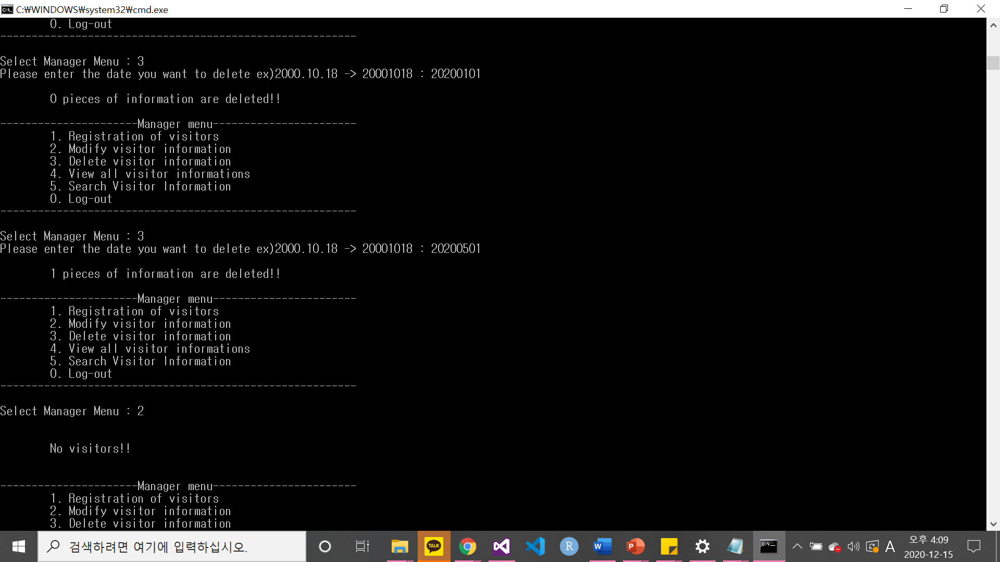 C:₩WINDOWS₩system32₩cmd.exe
0. Log-out
---------------------------------------------------------
Select Manager Menu : 3
Please enter the date you want to delete ex)2000.10.18 -> 20001018 : 20200101
0 pieces of information are deleted!!
----------------------Manager menu-----------------------
1. Registration of visitors
2. Modify visitor information
3. Delete visitor information
4. View all visitor informations
5. Search Visitor Information
0. Log-out
---------------------------------------------------------
Select Manager Menu : 3
Please enter the date you want to delete ex)2000.10.18 -> 20001018 : 20200501
1 pieces of information are deleted!!
----------------------Manager menu-----------------------
1. Registration of visitors
2. Modify visitor information
3. Delete visitor information
4. View all visitor informations
5. Search Visitor Information
0. Log-out
---------------------------------------------------------
Select Manager Menu : 2
No visitors!!
----------------------Manager menu-----------------------
1. Registration of visitors
2. Modify visitor information
3. Delete visitor information
검색하려면 여기에 입력하십시오.
TALK
R
W
P
A
오후 4:09
2020-12-15